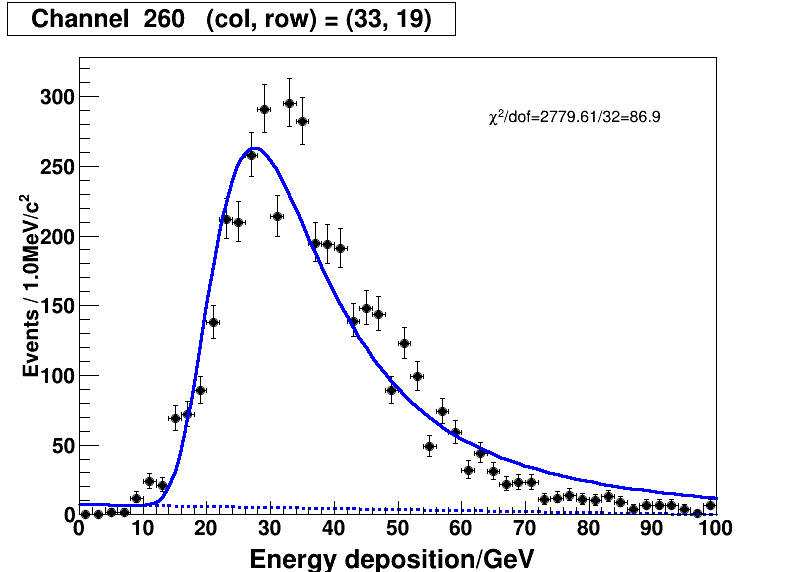 Channel 260 (col, row) = (33, 19)
χ²/dof=2779.61/32=86.9
Events / 1.0MeV/c²
300
250
200
150
100
50
0
0 10 20 30 40 50 60 70 80 90 100
Energy deposition/GeV